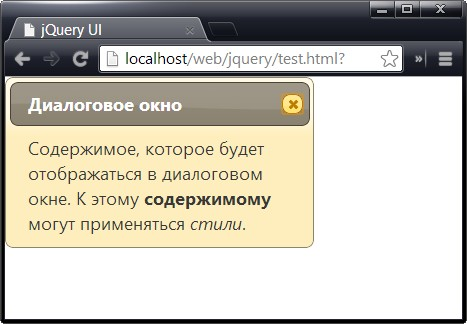 jQuery UI
localhost/web/jquery/test.html?
Диалоговое окно
Содержимое, которое будет
отображаться в диалоговом
окне. К этому содержимому
могут применяться стили.